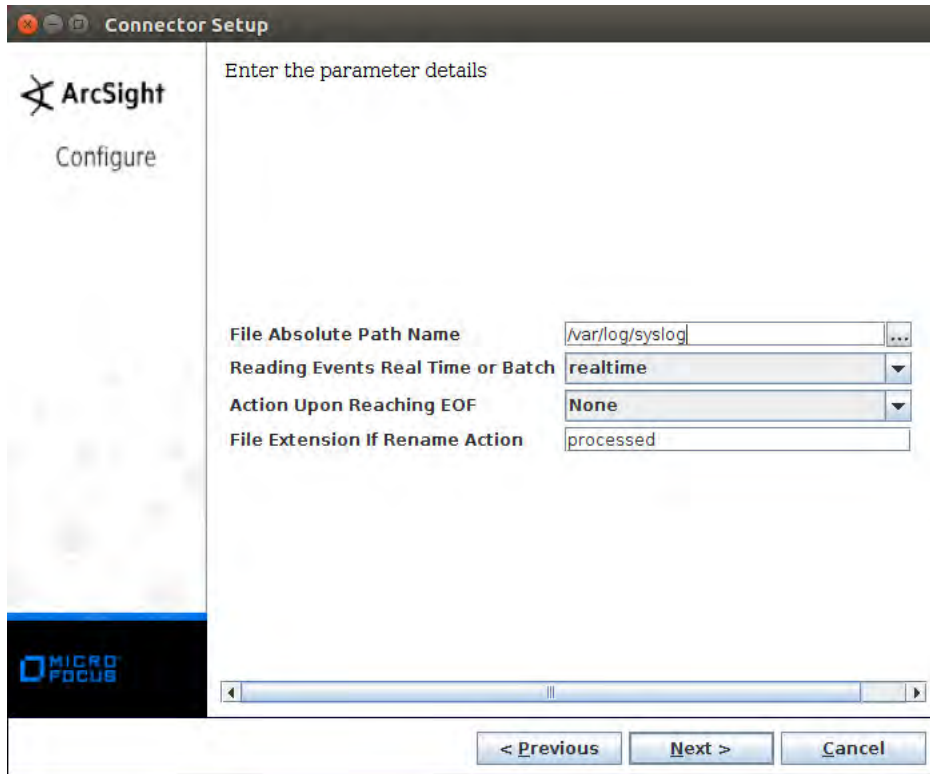 Connector Setup
ArcSight
Configure
Enter the parameter details
File Absolute Path Name /var/log/syslog ...
Reading Events Real Time or Batch realtime
Action Upon Reaching EOF None
File Extension If Rename Action processed
MICRO
FOCUS
< Previous Next > Cancel